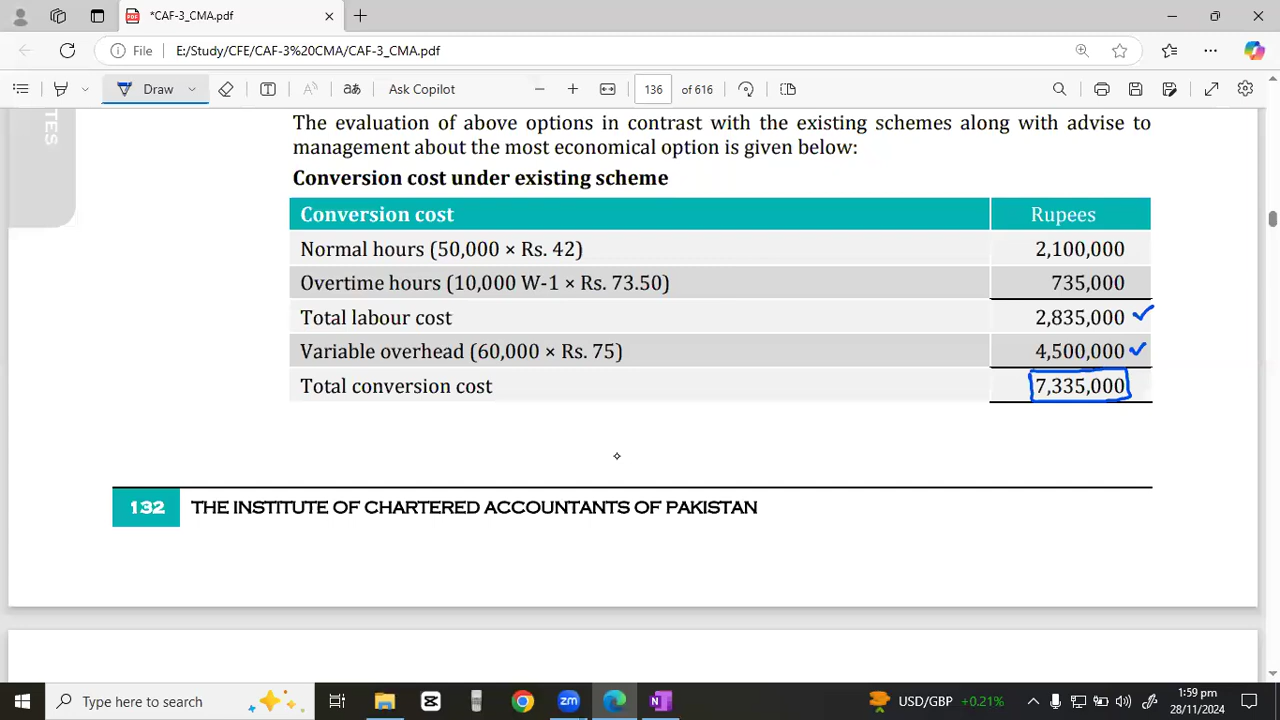 *CAF-3_CMA.pdf
File E:/Study/CFE/CAF-3%20CMA/CAF-3_CMA.pdf
Draw Ask Copilot 136 of 616
The evaluation of above options in contrast with the existing schemes along with advise to
management about the most economical option is given below:
Conversion cost under existing scheme
Conversion cost Rupees
Normal hours (50,000 × Rs. 42) 2,100,000
Overtime hours (10,000 W-1 × Rs. 73.50) 735,000
Total labour cost 2,835,000
Variable overhead (60,000 × Rs. 75) 4,500,000
Total conversion cost 7,335,000
132 THE INSTITUTE OF CHARTERED ACCOUNTANTS OF PAKISTAN
Type here to search
USD/GBP +0.21%
1:59 pm
28/11/2024